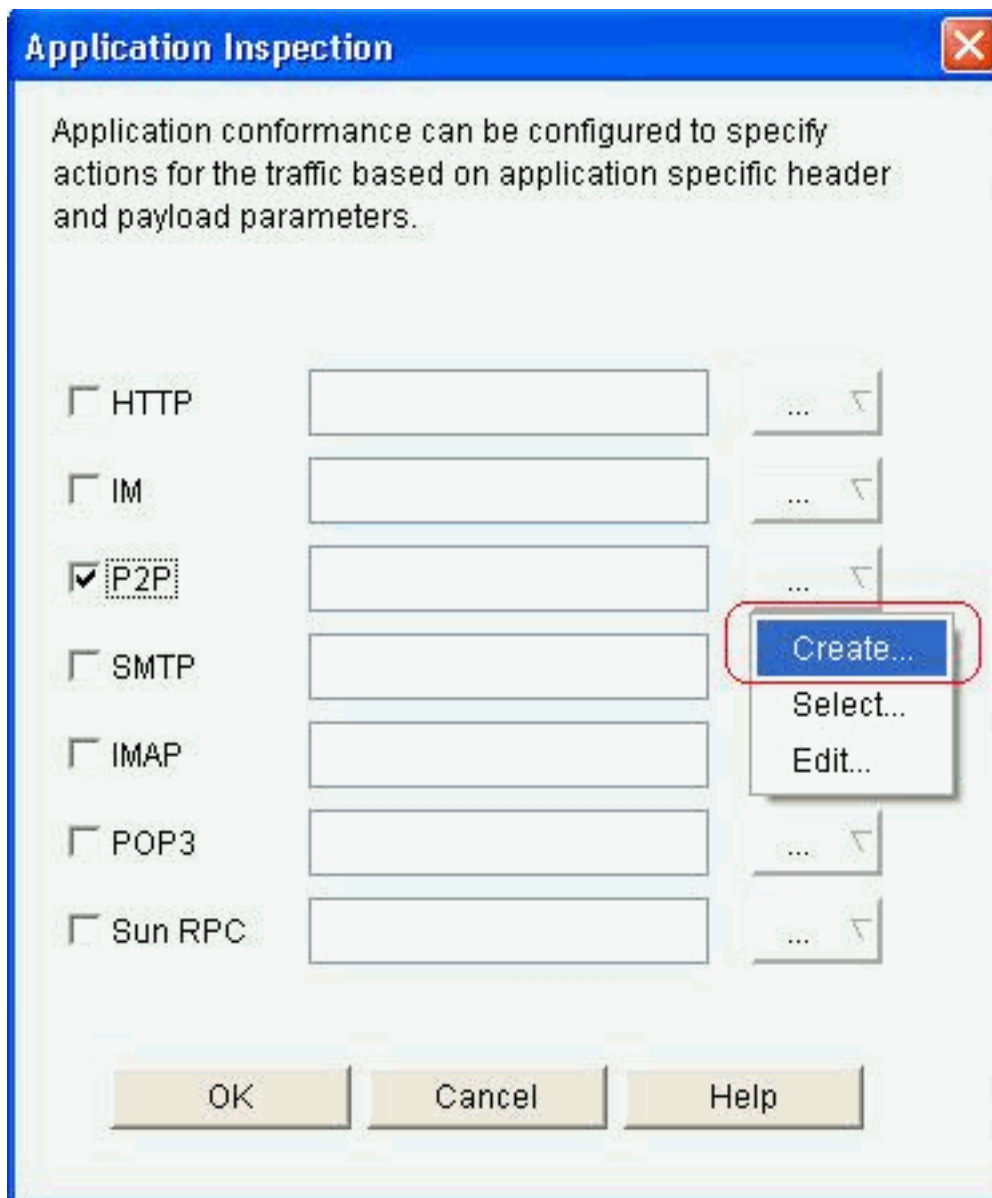 Application Inspection
Application conformance can be configured to specify
actions for the traffic based on application specific header
and payload parameters.
HTTP
...
IM
...
P2P
...
Create...
SMTP
Select...
IMAP
Edit...
POP3
...
Sun RPC
...
OK
Cancel
Help